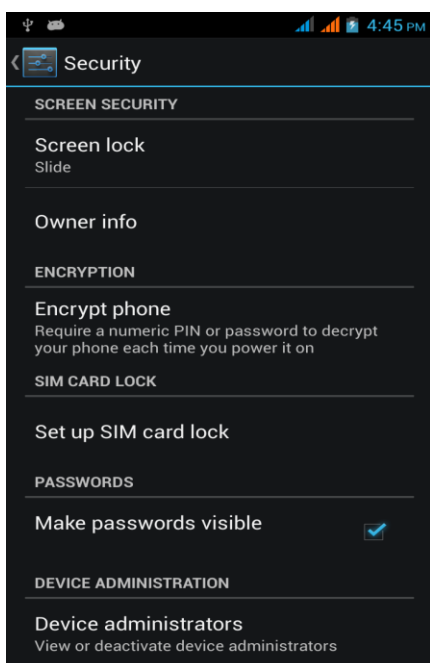 4:45 PM
Security
SCREEN SECURITY
Screen lock
Slide
Owner info
ENCRYPTION
Encrypt phone
Require a numeric PIN or password to decrypt
your phone each time you power it on
SIM CARD LOCK
Set up SIM card lock
PASSWORDS
Make passwords visible
DEVICE ADMINISTRATION
Device administrators
View or deactivate device administrators